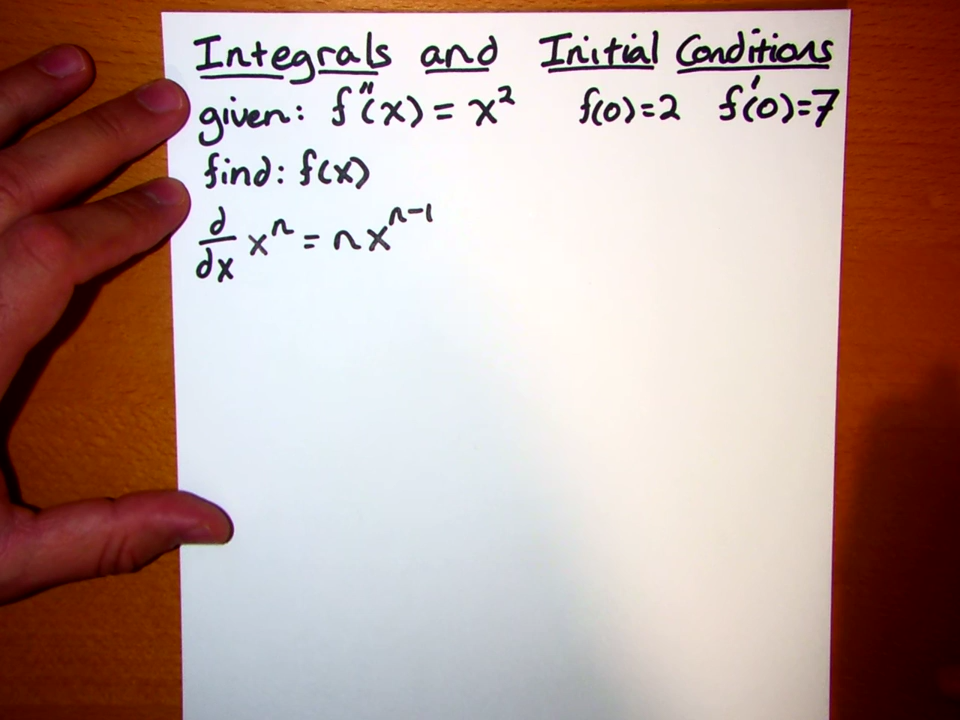 Integrals and Initial Conditions
given: f''(x) = x² f(0)=2 f'(0)=7
find: f(x)
d/dx xⁿ = nxⁿ⁻¹